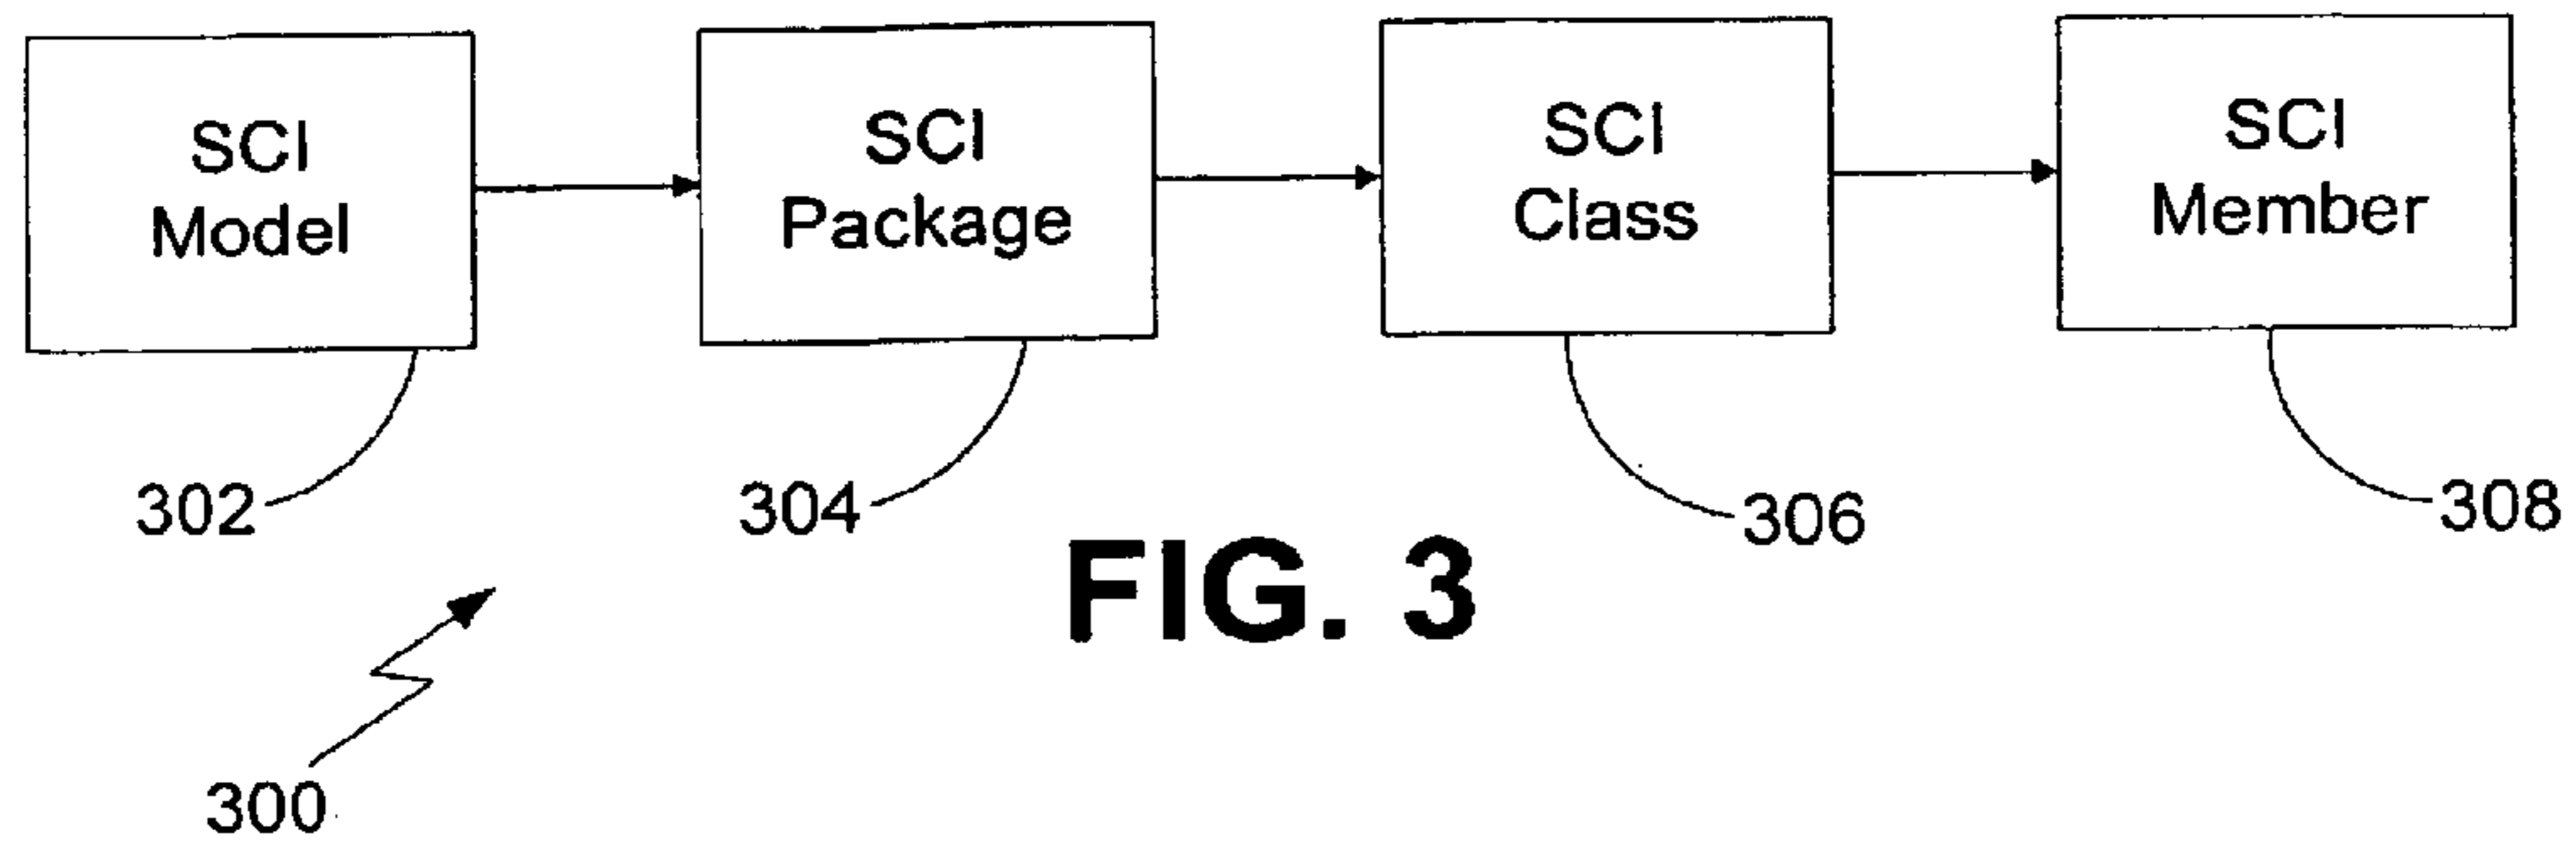 SCI
Model
SCI
Package
SCI
Class
SCI
Member
302
304
306
308
FIG. 3
300